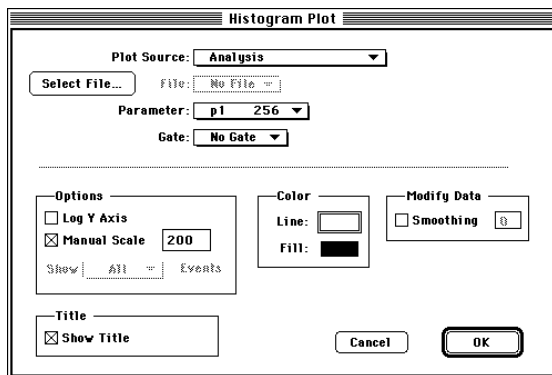 Histogram Plot
Plot Source: Analysis
Select File... File: No File
Parameter: p1 256
Gate: No Gate
Options
Log Y Axis
Manual Scale 200
Show All Events
Color
Line:
Fill:
Modify Data
Smoothing 0
Title
Show Title
Cancel OK